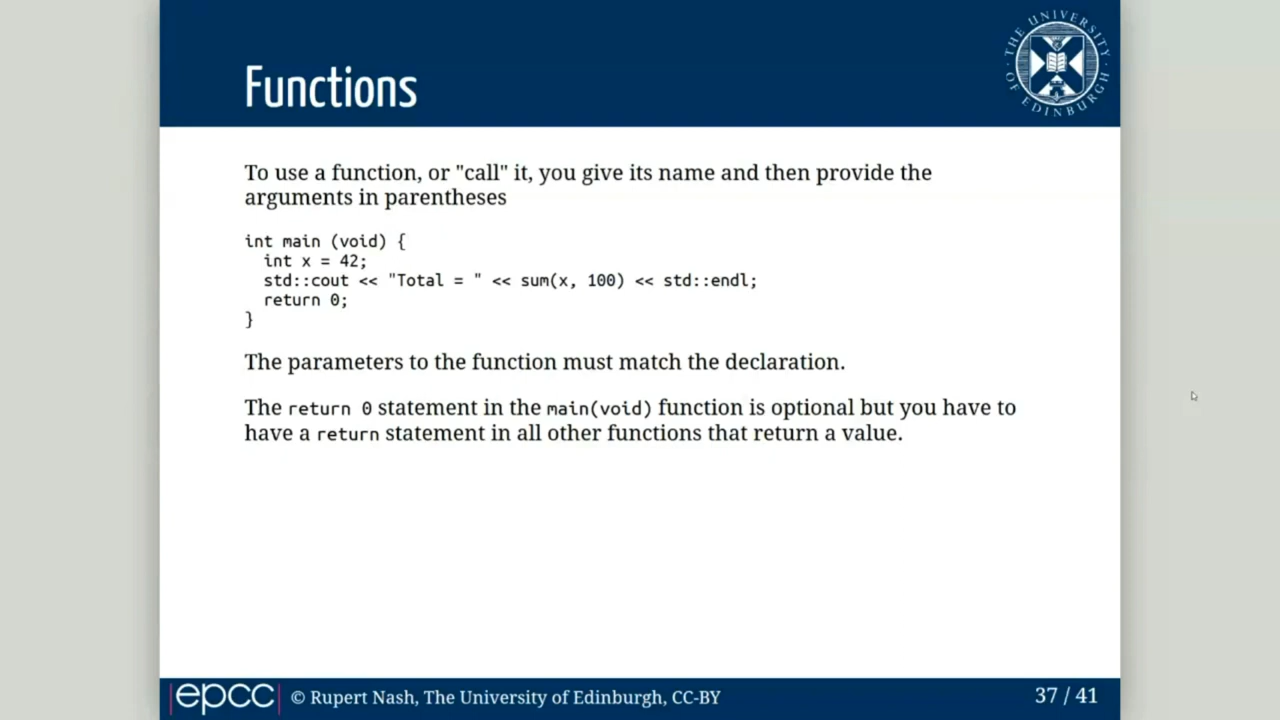 Functions
THE UNIVERSITY
OF EDINBURGH
To use a function, or "call" it, you give its name and then provide the
arguments in parentheses
int main (void) {
  int x = 42;
  std::cout << "Total = " << sum(x, 100) << std::endl;
  return 0;
}
The parameters to the function must match the declaration.
The return 0 statement in the main(void) function is optional but you have to
have a return statement in all other functions that return a value.
epcc © Rupert Nash, The University of Edinburgh, CC-BY 37 / 41